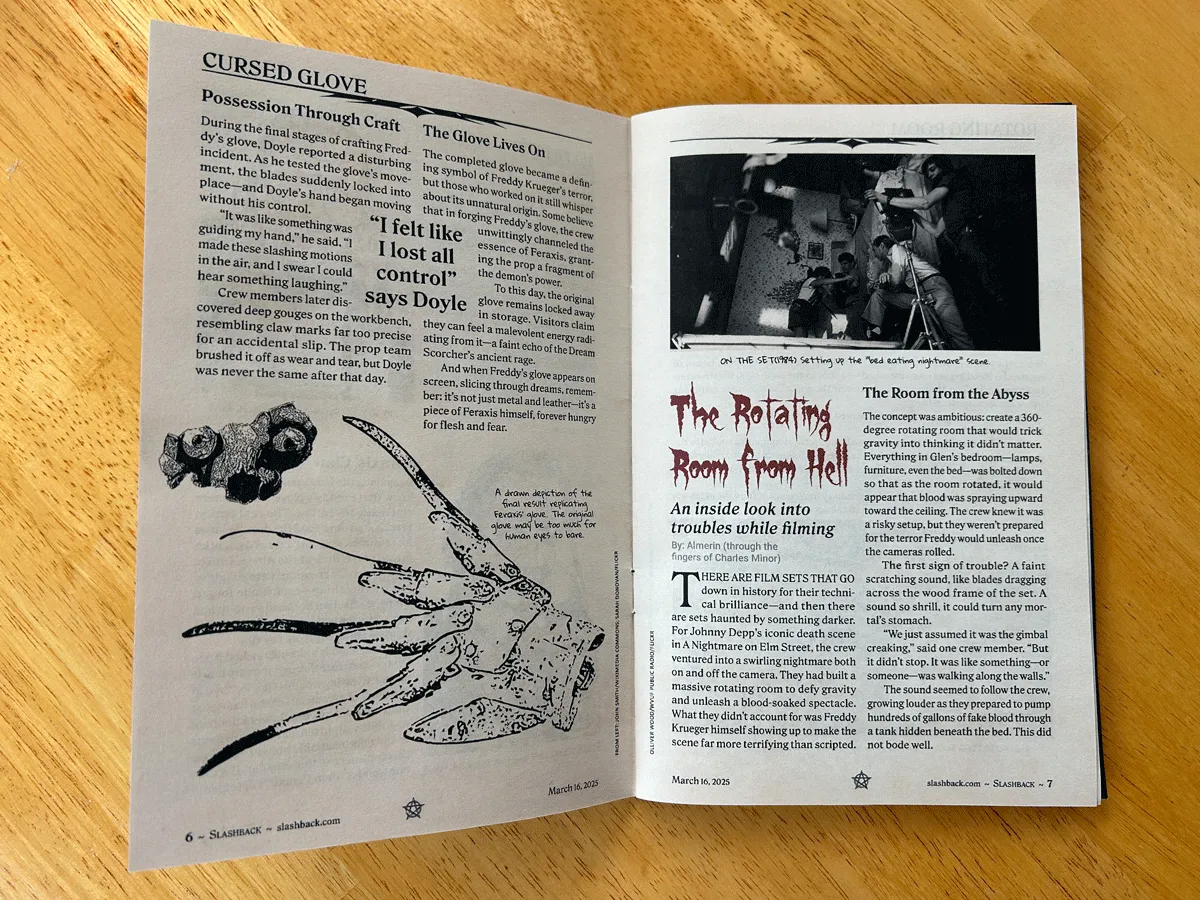 CURSED GLOVE
Possession Through Craft
During the final stages of crafting Fred-
dy's glove, Doyle reported a disturbing
incident. As he tested the glove's move-
ment, the blades suddenly locked into
place—and Doyle's hand began moving
without his control.
"It was like something was
guiding my hand," he said. "I
made these slashing motions
in the air, and I swear I could
hear something laughing."
Crew members later dis-
covered deep gouges on the workbench,
resembling claw marks far too precise
for an accidental slip. The prop team
brushed it off as wear and tear, but Doyle
was never the same after that day.
"I felt like
I lost all
control"
says Doyle
The Glove Lives On
The completed glove became a defin-
ing symbol of Freddy Krueger's terror,
but those who worked on it still whisper
about its unnatural origin. Some believe
that in forging Freddy's glove, the crew
unwittingly channeled the
essence of Feraxis, grant-
ing the prop a fragment of
the demon's power.
To this day, the original
glove remains locked away
in storage. Visitors claim
they can feel a malevolent energy radi-
ating from it—a faint echo of the Dream
Scorcher's ancient rage.
And when Freddy's glove appears on
screen, slicing through dreams, remem-
ber: it's not just metal and leather—it's a
piece of Feraxis himself, forever hungry
for flesh and fear.
A drawn depiction of the
final result replicating
Feraxis' glove. The original
glove may be too much for
human eyes to bare.
FROM LEFT: JOHN SMITH/WIKIMEDIA COMMONS; SARAH DONOVAN/FLICKR
March 16, 2025
6 ~ SLASHBACK ~ slashback.com
ON THE SET(1984) Setting up the "bed eating nightmare" scene.
The Rotating
Room from Hell
An inside look into
troubles while filming
By: Almerin (through the
fingers of Charles Minor)
THERE ARE FILM SETS THAT GO
down in history for their techni-
cal brilliance—and then there
are sets haunted by something darker.
For Johnny Depp's iconic death scene
in A Nightmare on Elm Street, the crew
ventured into a swirling nightmare both
on and off the camera. They had built a
massive rotating room to defy gravity
and unleash a blood-soaked spectacle.
What they didn't account for was Freddy
Krueger himself showing up to make the
scene far more terrifying than scripted.
OLLIVER WOOD/WVUF PUBLIC RADIO/FLICKR
The Room from the Abyss
The concept was ambitious: create a 360-
degree rotating room that would trick
gravity into thinking it didn't matter.
Everything in Glen's bedroom—lamps,
furniture, even the bed—was bolted down
so that as the room rotated, it would
appear that blood was spraying upward
toward the ceiling. The crew knew it was
a risky setup, but they weren't prepared
for the terror Freddy would unleash once
the cameras rolled.
The first sign of trouble? A faint
scratching sound, like blades dragging
across the wood frame of the set. A
sound so shrill, it could turn any mor-
tal's stomach.
"We just assumed it was the gimbal
creaking," said one crew member. "But
it didn't stop. It was like something—or
someone—was walking along the walls."
The sound seemed to follow the crew,
growing louder as they prepared to pump
hundreds of gallons of fake blood through
a tank hidden beneath the bed. This did
not bode well.
March 16, 2025
slashback.com ~ SLASHBACK ~ 7